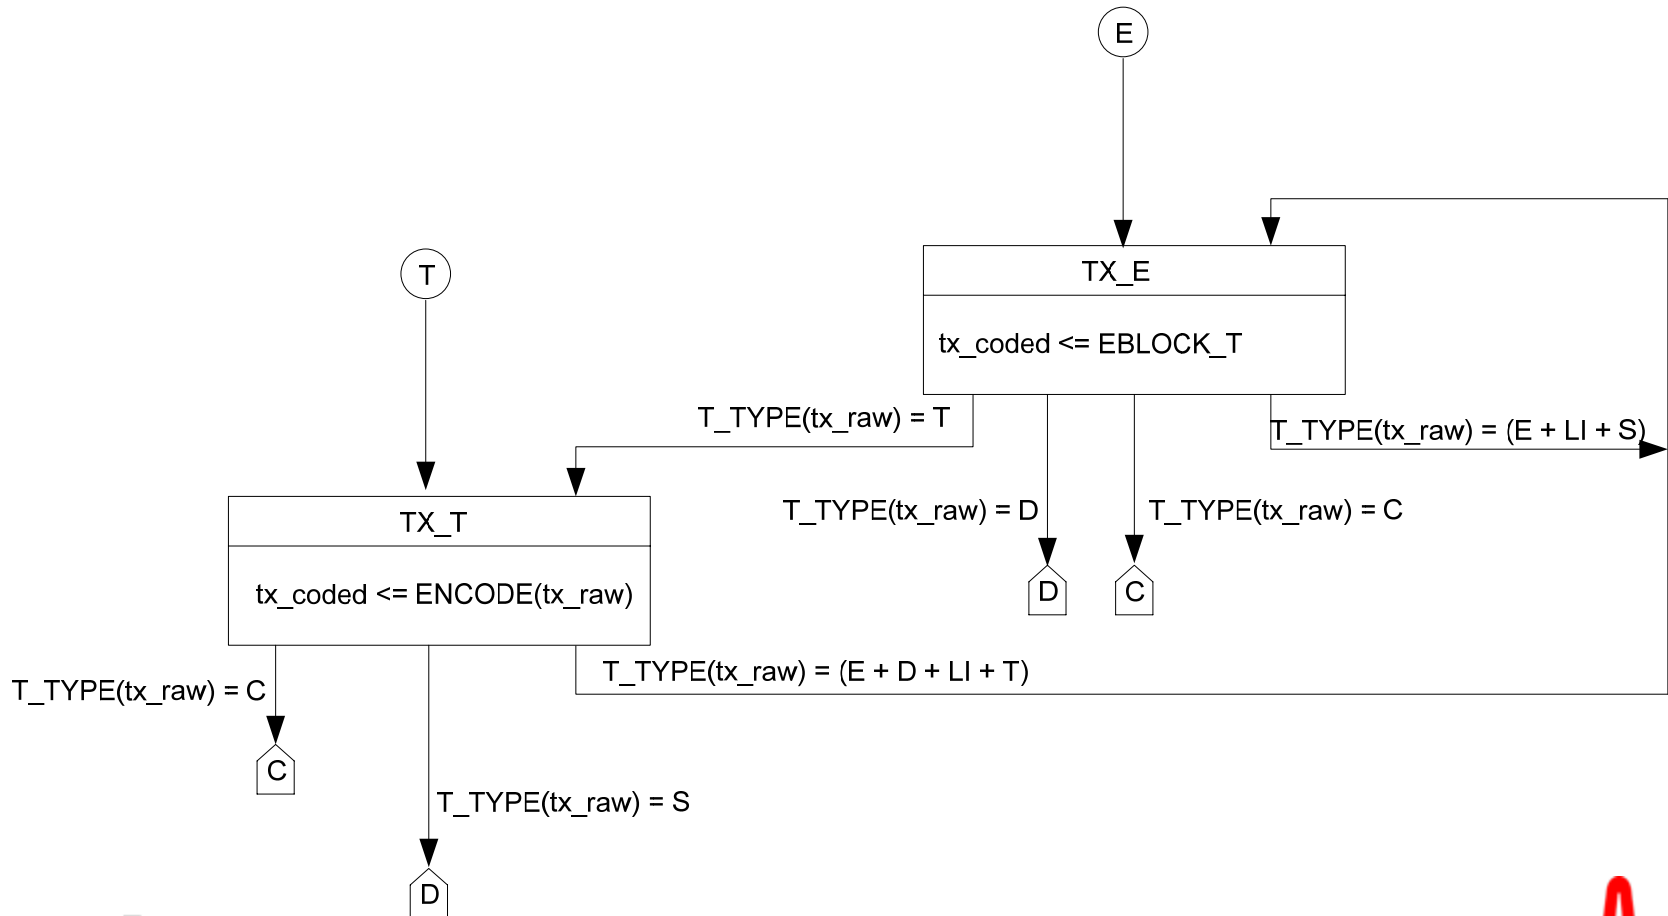 E
TX_E
T
tx_coded <= EBLOCK_T
T_TYPE(tx_raw) = T
T_TYPE(tx_raw) = (E + LI + S)
T_TYPE(tx_raw) = D
T_TYPE(tx_raw) = C
TX_T
D
C
tx_coded <= ENCODE(tx_raw)
T_TYPE(tx_raw) = (E + D + LI + T)
T_TYPE(tx_raw) = C
C
T_TYPE(tx_raw) = S
D